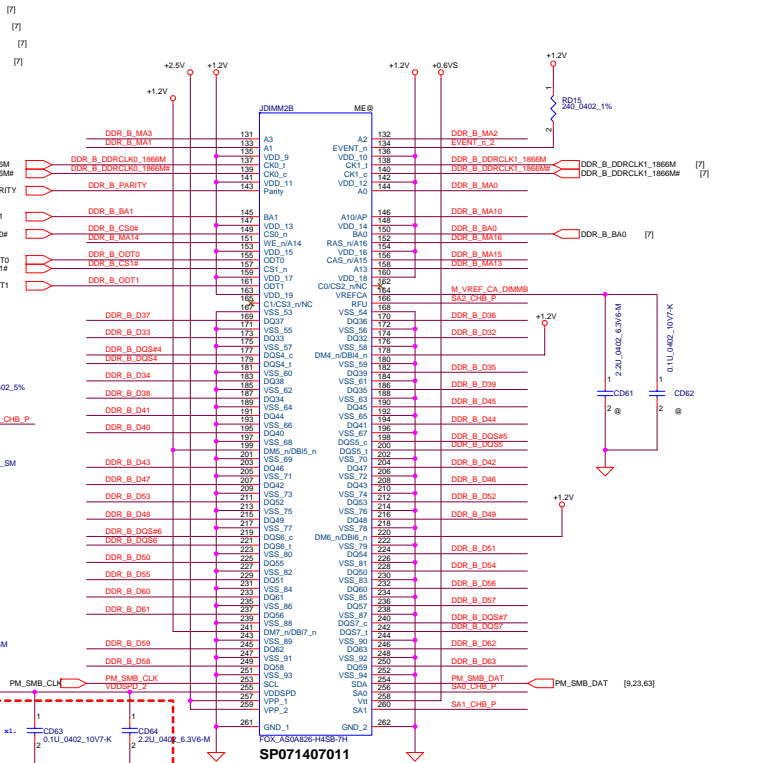 [7]
[7]
[7]
[7]
+2.5V +1.2V +1.2V +0.6VS +1.2V
+1.2V
JDIMM2B ME@
1
RD15
240_0402_1%
2
DDR_B_MA3 131 A3 A2 132 DDR_B_MA2
DDR_B_MA1 133 A1 EVENT_n 134 EVENT_n_2
135 VDD_9 VDD_10 136
DDR_B_DDRCLK0_1866M 137 CK0_t CK1_t 138 DDR_B_DDRCLK1_1866M DDR_B_DDRCLK1_1866M [7]
DDR_B_DDRCLK0_1866M# 139 CK0_c CK1_c 140 DDR_B_DDRCLK1_1866M# DDR_B_DDRCLK1_1866M# [7]
141 VDD_11 VDD_12 142
DDR_B_PARITY 143 Parity A0 144 DDR_B_MA0
DDR_B_BA1 145 BA1 A10/AP 146 DDR_B_MA10
147 VDD_13 VDD_14 148
DDR_B_CS0# 149 CS0_n BA0 150 DDR_B_BA0 DDR_B_BA0 [7]
DDR_B_MA14 151 WE_n/A14 RAS_n/A16 152 DDR_B_MA16
153 VDD_15 VDD_16 154
DDR_B_ODT0 155 ODT0 CAS_n/A15 156 DDR_B_MA15
DDR_B_CS1# 157 CS1_n A13 158 DDR_B_MA13
159 VDD_17 VDD_18 160
DDR_B_ODT1 161 ODT1 C0/CS2_n/NC 162
163 VDD_19 VREFCA 164 M_VREF_CA_DIMMB
165 C1/CS3_n/NC RFU 166 SA2_CHB_P
167 VSS_53 VSS_54 168
DDR_B_D37 169 DQ37 DQ36 170 DDR_B_D36 +1.2V
171 VSS_55 VSS_56 172
DDR_B_D33 173 DQ33 DQ32 174 DDR_B_D32
175 VSS_57 VSS_58 176
DDR_B_DQS#4 177 DQS4_c DM4_n/DBI4_n 178
DDR_B_DQS4 179 DQS4_t VSS_59 180
181 VSS_60 DQ39 182 DDR_B_D35
DDR_B_D34 183 DQ38 VSS_61 184
185 VSS_62 DQ35 186 DDR_B_D39
DDR_B_D38 187 DQ34 VSS_63 188
189 VSS_64 DQ45 190 DDR_B_D45
DDR_B_D41 191 DQ44 VSS_65 192
193 VSS_66 DQ41 194 DDR_B_D44
DDR_B_D40 195 DQ40 VSS_67 196
197 VSS_68 DQS5_c 198 DDR_B_DQS#5
199 DM5_n/DBI5_n DQS5_t 200 DDR_B_DQS5
201 VSS_69 VSS_70 202
DDR_B_D43 203 DQ46 DQ47 204 DDR_B_D42
205 VSS_71 VSS_72 206
DDR_B_D47 207 DQ42 DQ43 208 DDR_B_D46
209 VSS_73 VSS_74 210
DDR_B_D53 211 DQ52 DQ53 212 DDR_B_D52
213 VSS_75 VSS_76 214
DDR_B_D48 215 DQ49 DQ48 216 DDR_B_D49
217 VSS_77 VSS_78 218
DDR_B_DQS#6 219 DQS6_c DM6_n/DBI6_n 220 +1.2V
DDR_B_DQS6 221 DQS6_t VSS_79 222
223 VSS_80 DQ54 224 DDR_B_D51
DDR_B_D50 225 DQ55 VSS_81 226
227 VSS_82 DQ50 228 DDR_B_D54
DDR_B_D55 229 DQ51 VSS_83 230
231 VSS_84 DQ60 232 DDR_B_D56
DDR_B_D60 233 DQ61 VSS_85 234
235 VSS_86 DQ57 236 DDR_B_D57
DDR_B_D61 237 DQ56 VSS_87 238
239 VSS_88 DQS7_c 240 DDR_B_DQS#7
241 DM7_n/DBI7_n DQS7_t 242 DDR_B_DQS7
243 VSS_89 VSS_90 244
DDR_B_D59 245 DQ62 DQ63 246 DDR_B_D62
247 VSS_91 VSS_92 248
DDR_B_D58 249 DQ58 DQ59 250 DDR_B_D63
251 VSS_93 VSS_94 252
PM_SMB_CLK PM_SMB_CLK 253 SCL SDA 254 PM_SMB_DAT PM_SMB_DAT [9,23,63]
VDDSPD_2 255 VDDSPD SA0 256 SA0_CHB_P
257 VPP_1 Vtt 258
259 VPP_2 SA1 260 SA1_CHB_P
261 GND_1 GND_2 262
FOX_AS0A826-H4SB-7H
SP071407011
2.2U_0402_6.3V6-M
0.1U_0402_10V7-K
1 1
CD61 CD62
2 @ 2 @
_CHB_P
_SM
x1.
1 1
CD63 CD64
0.1U_0402_10V7-K 2.2U_0402_6.3V6-M
2 2